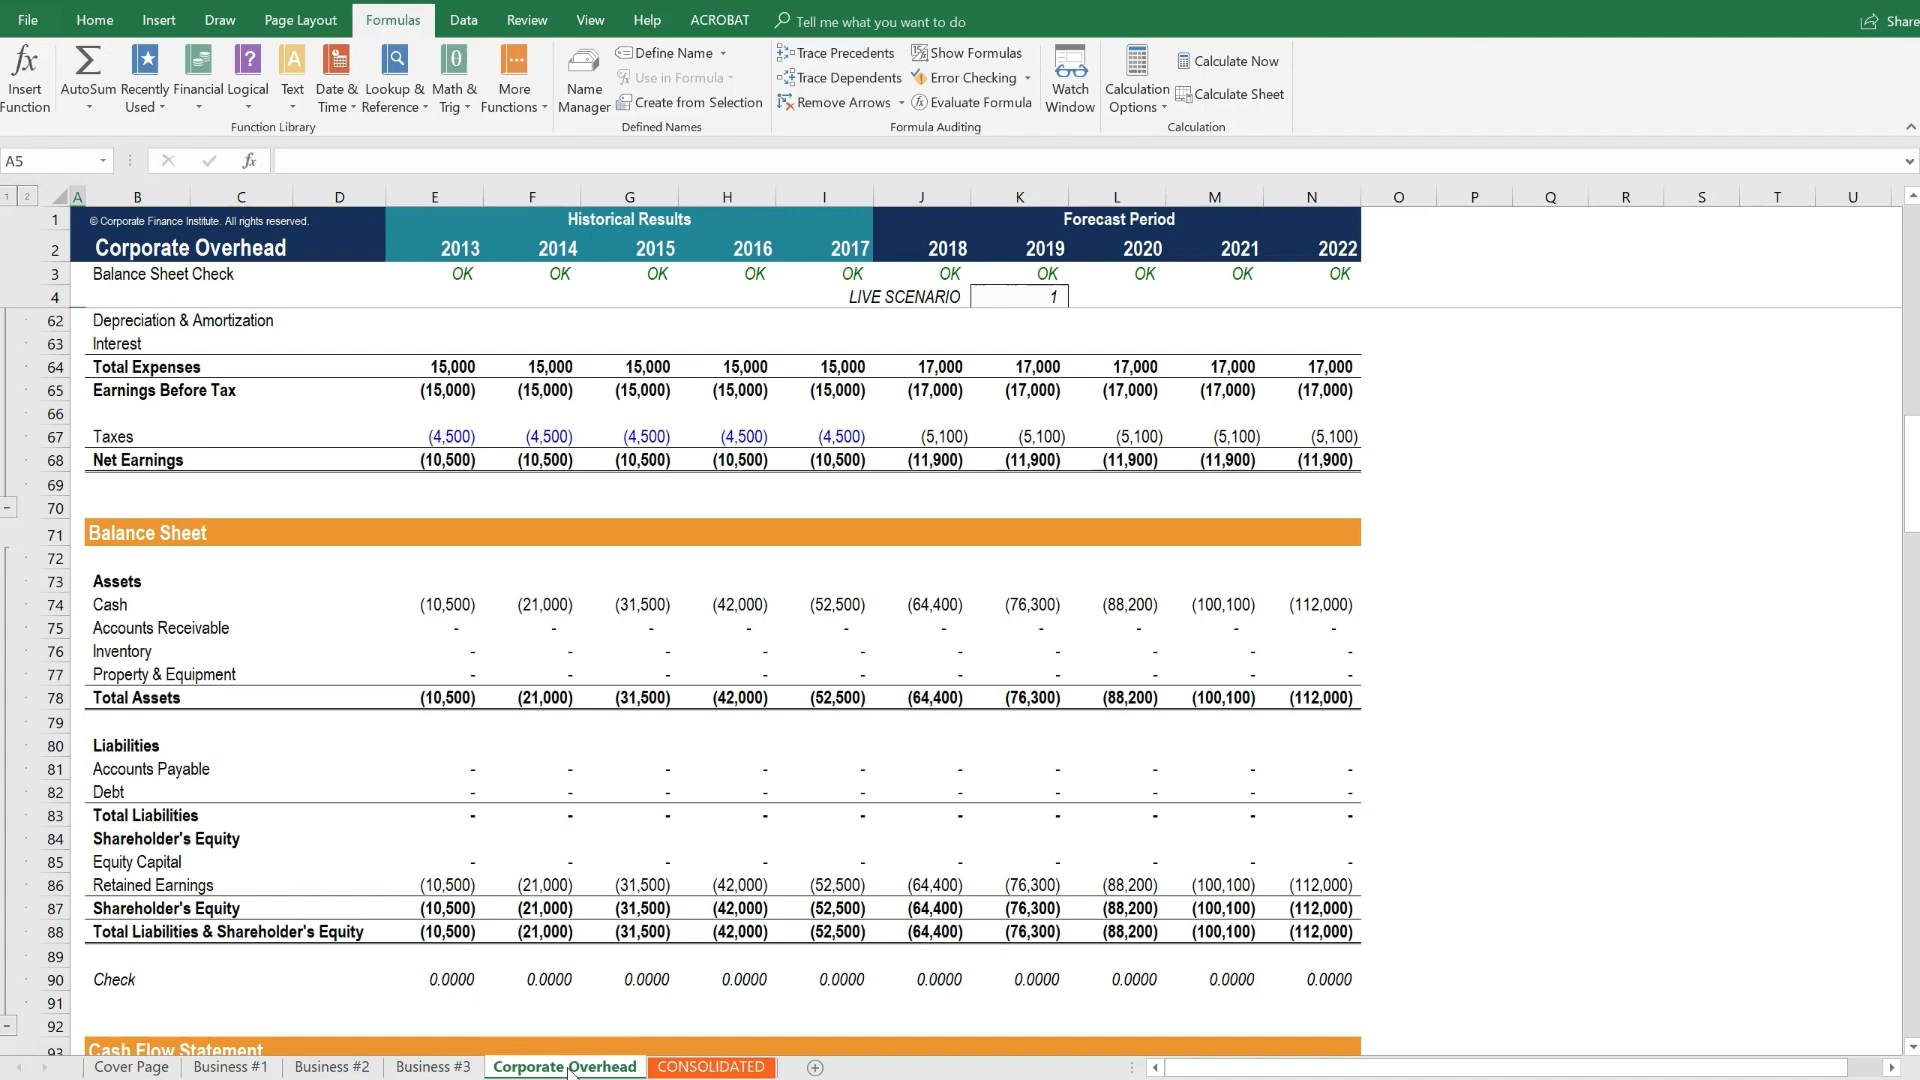 File Home Insert Draw Page Layout Formulas Data Review View Help ACROBAT Tell me what you want to do Share
fx Insert Function AutoSum Recently Used Financial Logical Text Date & Time Lookup & Reference Math & Trig More Functions
Function Library
Name Manager Define Name Use in Formula Create from Selection
Defined Names
Trace Precedents Trace Dependents Remove Arrows Show Formulas Error Checking Evaluate Formula
Formula Auditing
Watch Window
Calculation Options Calculate Now Calculate Sheet
Calculation
A5 fx
1 2 A B C D E F G H I J K L M N O P Q R S T U
1 © Corporate Finance Institute. All rights reserved. Historical Results Forecast Period
2 Corporate Overhead 2013 2014 2015 2016 2017 2018 2019 2020 2021 2022
3 Balance Sheet Check OK OK OK OK OK OK OK OK OK OK
4 LIVE SCENARIO 1
62 Depreciation & Amortization
63 Interest
64 Total Expenses 15,000 15,000 15,000 15,000 15,000 17,000 17,000 17,000 17,000 17,000
65 Earnings Before Tax (15,000) (15,000) (15,000) (15,000) (15,000) (17,000) (17,000) (17,000) (17,000) (17,000)
66
67 Taxes (4,500) (4,500) (4,500) (4,500) (4,500) (5,100) (5,100) (5,100) (5,100) (5,100)
68 Net Earnings (10,500) (10,500) (10,500) (10,500) (10,500) (11,900) (11,900) (11,900) (11,900) (11,900)
69
70
71 Balance Sheet
72
73 Assets
74 Cash (10,500) (21,000) (31,500) (42,000) (52,500) (64,400) (76,300) (88,200) (100,100) (112,000)
75 Accounts Receivable - - - - - - - - - -
76 Inventory - - - - - - - - - -
77 Property & Equipment - - - - - - - - - -
78 Total Assets (10,500) (21,000) (31,500) (42,000) (52,500) (64,400) (76,300) (88,200) (100,100) (112,000)
79
80 Liabilities
81 Accounts Payable - - - - - - - - - -
82 Debt - - - - - - - - - -
83 Total Liabilities - - - - - - - - - -
84 Shareholder's Equity
85 Equity Capital - - - - - - - - - -
86 Retained Earnings (10,500) (21,000) (31,500) (42,000) (52,500) (64,400) (76,300) (88,200) (100,100) (112,000)
87 Shareholder's Equity (10,500) (21,000) (31,500) (42,000) (52,500) (64,400) (76,300) (88,200) (100,100) (112,000)
88 Total Liabilities & Shareholder's Equity (10,500) (21,000) (31,500) (42,000) (52,500) (64,400) (76,300) (88,200) (100,100) (112,000)
89
90 Check 0.0000 0.0000 0.0000 0.0000 0.0000 0.0000 0.0000 0.0000 0.0000 0.0000
91
92
93 Cash Flow Statement
Cover Page Business #1 Business #2 Business #3 Corporate Overhead CONSOLIDATED